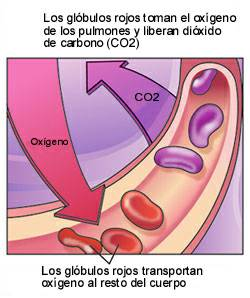 Los glóbulos rojos toman el oxígeno
de los pulmones y liberan dióxido
de carbono (CO2)
CO2
Oxígeno
Los glóbulos rojos transportan
oxígeno al resto del cuerpo